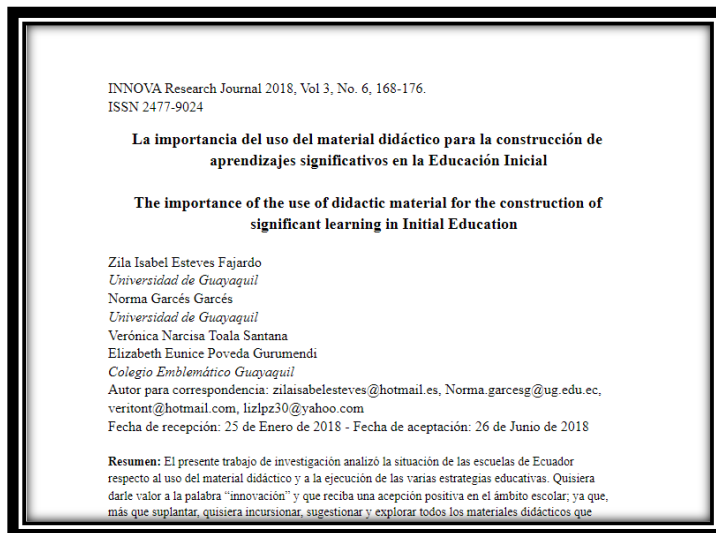 INNOVA Research Journal 2018, Vol 3, No. 6, 168-176.
ISSN 2477-9024
La importancia del uso del material didáctico para la construcción de
aprendizajes significativos en la Educación Inicial
The importance of the use of didactic material for the construction of
significant learning in Initial Education
Zila Isabel Esteves Fajardo
Universidad de Guayaquil
Norma Garcés Garcés
Universidad de Guayaquil
Verónica Narcisa Toala Santana
Elizabeth Eunice Poveda Gurumendi
Colegio Emblemático Guayaquil
Autor para correspondencia: zilaisabelesteves@hotmail.es, Norma.garcesg@ug.edu.ec,
veritont@hotmail.com, lizlpz30@yahoo.com
Fecha de recepción: 25 de Enero de 2018 - Fecha de aceptación: 26 de Junio de 2018
Resumen: El presente trabajo de investigación analizó la situación de las escuelas de Ecuador
respecto al uso del material didáctico y a la ejecución de las varias estrategias educativas. Quisiera
darle valor a la palabra “innovación” y que reciba una acepción positiva en el ámbito escolar; ya que,
más que suplantar, quisiera incursionar, sugestionar y explorar todos los materiales didácticos que